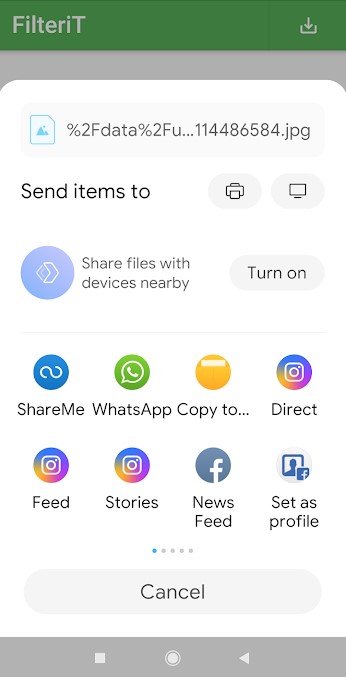 FilteriT
%2Fdata%2Fu...114486584.jpg
Send items to
Share files with
devices nearby
Turn on
ShareMe WhatsApp Copy to... Direct
Feed Stories News Set as
Feed profile
Cancel